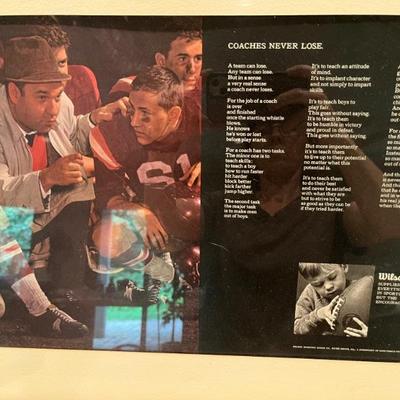 COACHES NEVER LOSE.
A team can lose.
Any team can lose.
But in a sense
a very real sense
a coach never loses.
For the job of a coach
is over
and finished
once the starting whistle
blows.
He knows
he's won or lost
before play starts.
For a coach has two tasks.
The minor one is to
teach skills:
to teach a boy
how to run faster
hit harder
block better
kick farther
jump higher.
The second task
the major task
is to make men
out of boys.
It's to teach an attitude
of mind.
It's to implant character
and not simply to impart
skills.
It's to teach boys to
play fair.
This goes without saying.
It's to teach them
to be humble in victory
and proud in defeat.
This goes without saying.
But more importantly
it's to teach them
to live up to their potential
no matter what this
potential is.
It's to teach them
to do their best
and never be satisfied
with what they are
but to strive to be
as good as they can be
if they tried harder.
61
Wils
SUPPLIES
EVERYTHI
IN SPORT
BUT THE
ENCOURAG